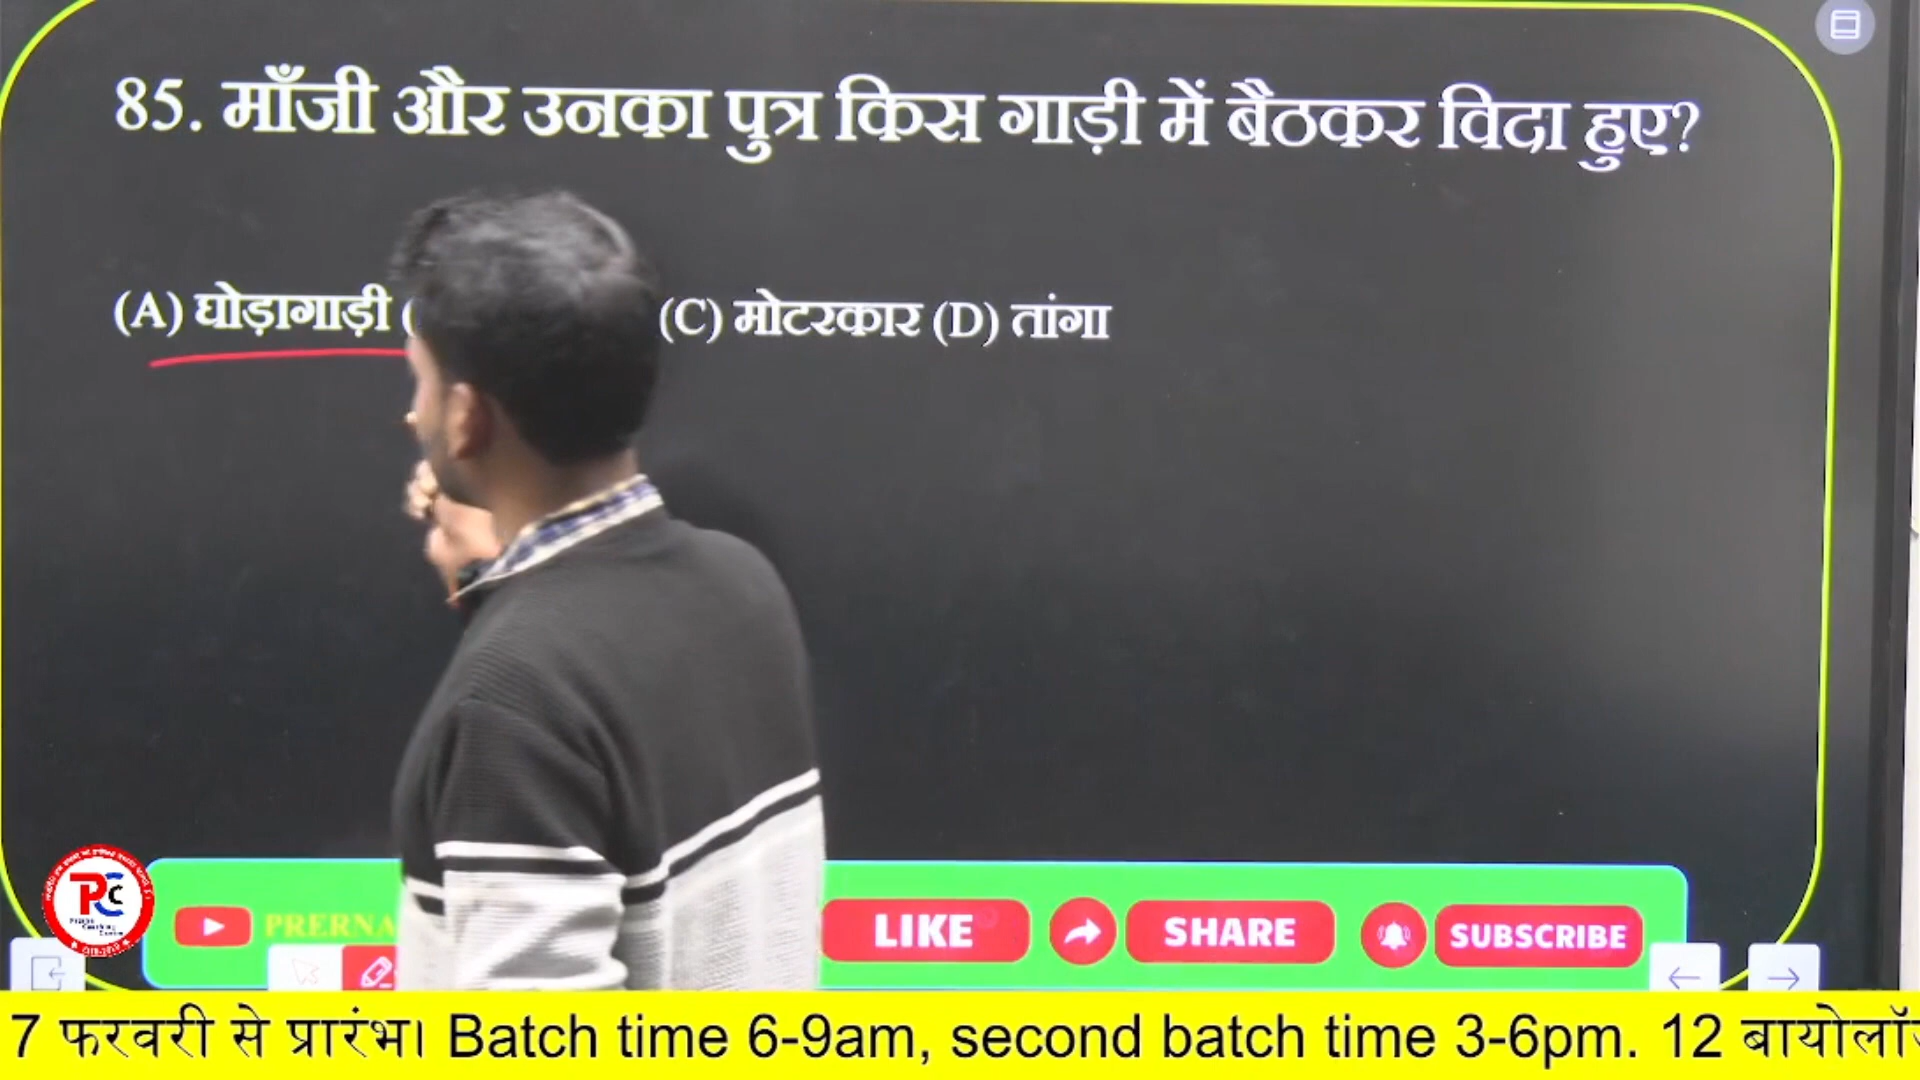 85. माँजी और उनका पुत्र किस गाड़ी में बैठकर विदा हुए?
(A) घोड़ागाड़ी ( (C) मोटरकार (D) तांगा
PRERNA
LIKE SHARE SUBSCRIBE
7 फरवरी से प्रारंभ। Batch time 6-9am, second batch time 3-6pm. 12